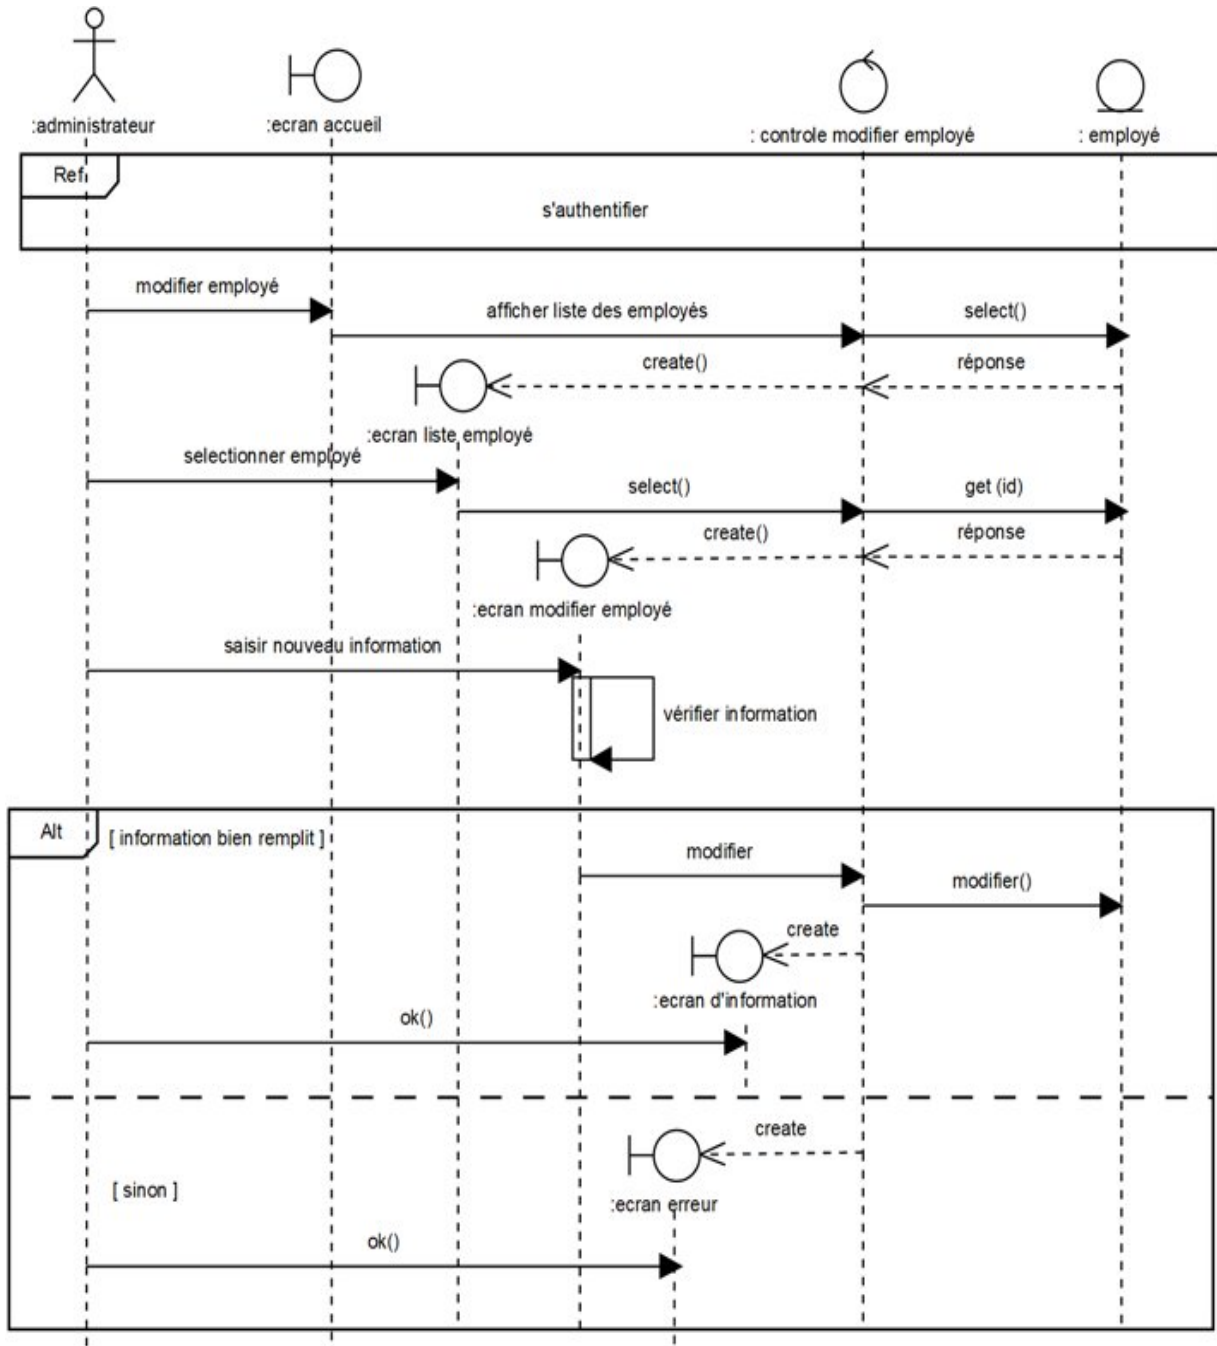 :administrateur
:ecran accueil
: controle modifier employé
: employé
Ref
s'authentifier
modifier employé
afficher liste des employés
select()
create()
réponse
:ecran liste employé
selectionner employé
select()
get (id)
create()
réponse
:ecran modifier employé
saisir nouveau information
vérifier information
Alt
[ information bien remplit ]
modifier
modifier()
create
:ecran d'information
ok()
create
[ sinon ]
:ecran erreur
ok()